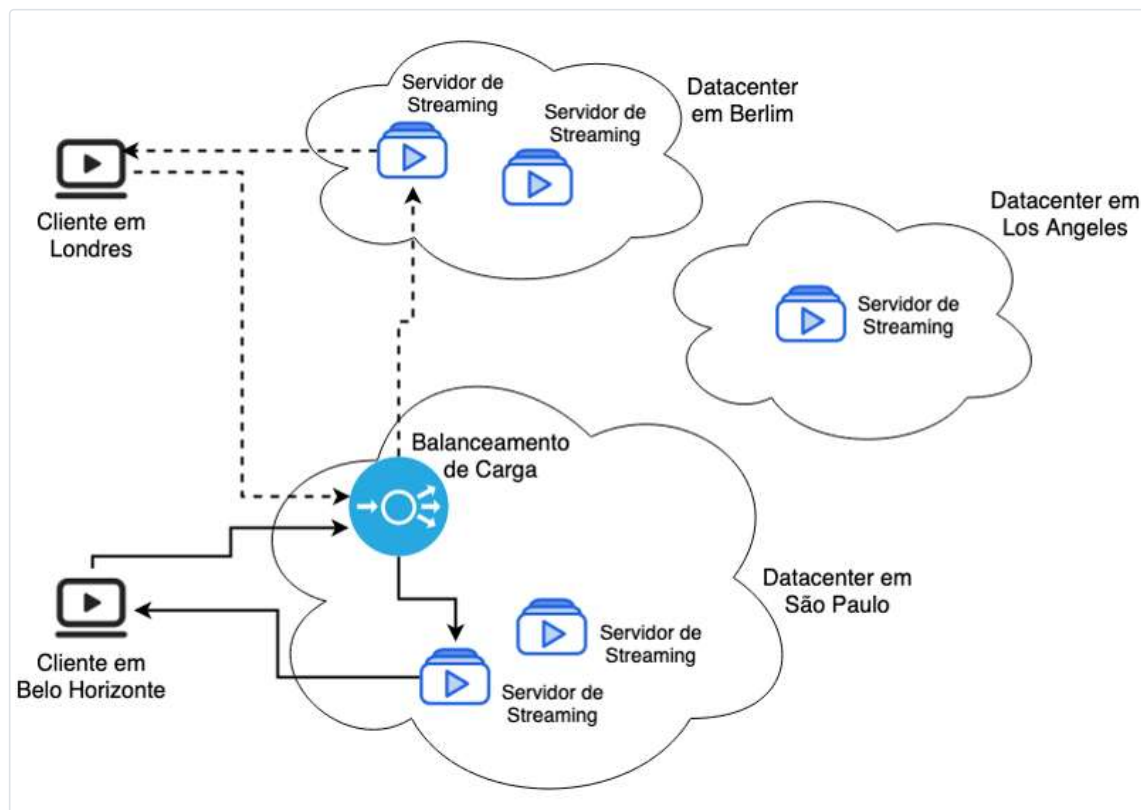 Servidor de
Streaming
Servidor de
Streaming
Datacenter
em Berlim
Cliente em
Londres
Datacenter em
Los Angeles
Servidor de
Streaming
Balanceamento
de Carga
Datacenter em
São Paulo
Servidor de
Streaming
Cliente em
Belo Horizonte
Servidor de
Streaming